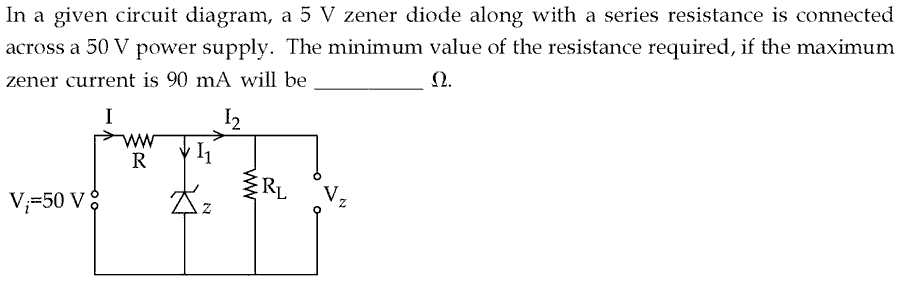 In a given circuit diagram, a 5 V zener diode along with a series resistance is connected
across a 50 V power supply. The minimum value of the resistance required, if the maximum
zener current is 90 mA will be __________ Ω.
I
I₂
R
I₁
Vᵢ=50 V
z
R_L
V_z